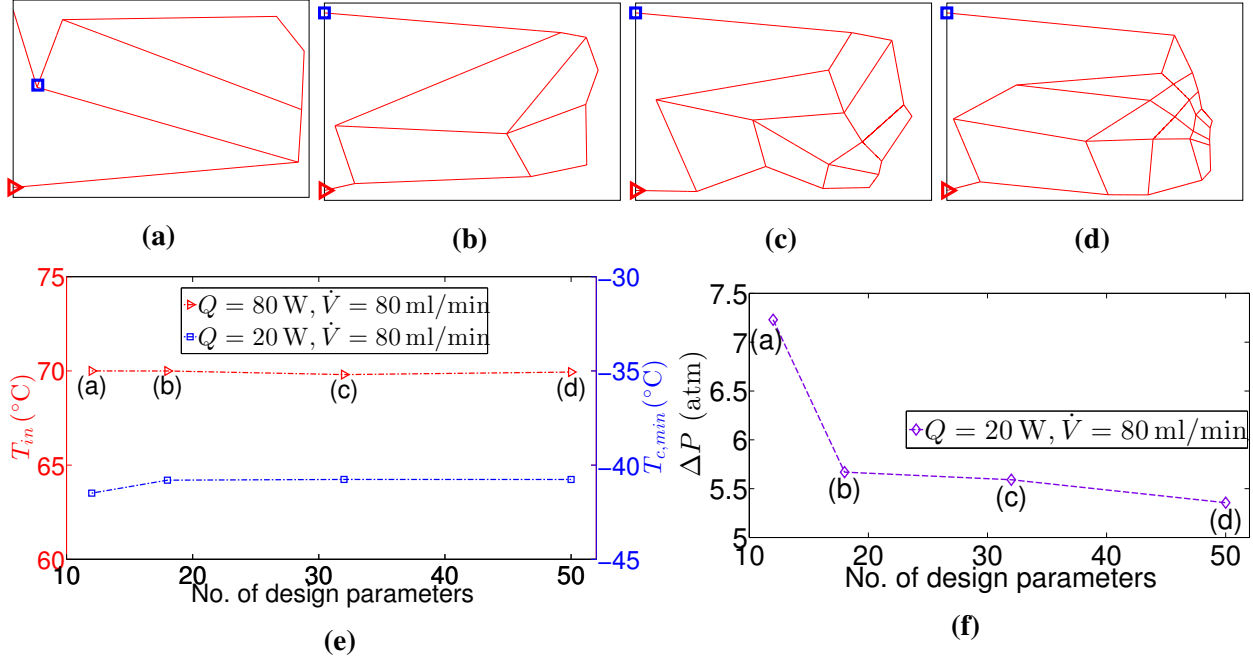 (a)
(b)
(c)
(d)
75
70
65
60
T_in (°C)
−30
−35
−40
−45
T_c,min (°C)
Q = 80 W, V̇ = 80 ml/min
Q = 20 W, V̇ = 80 ml/min
(a)
(b)
(c)
(d)
10
20
30
40
50
No. of design parameters
(e)
7.5
7
6.5
6
5.5
5
ΔP (atm)
Q = 20 W, V̇ = 80 ml/min
(a)
(b)
(c)
(d)
10
20
30
40
50
No. of design parameters
(f)